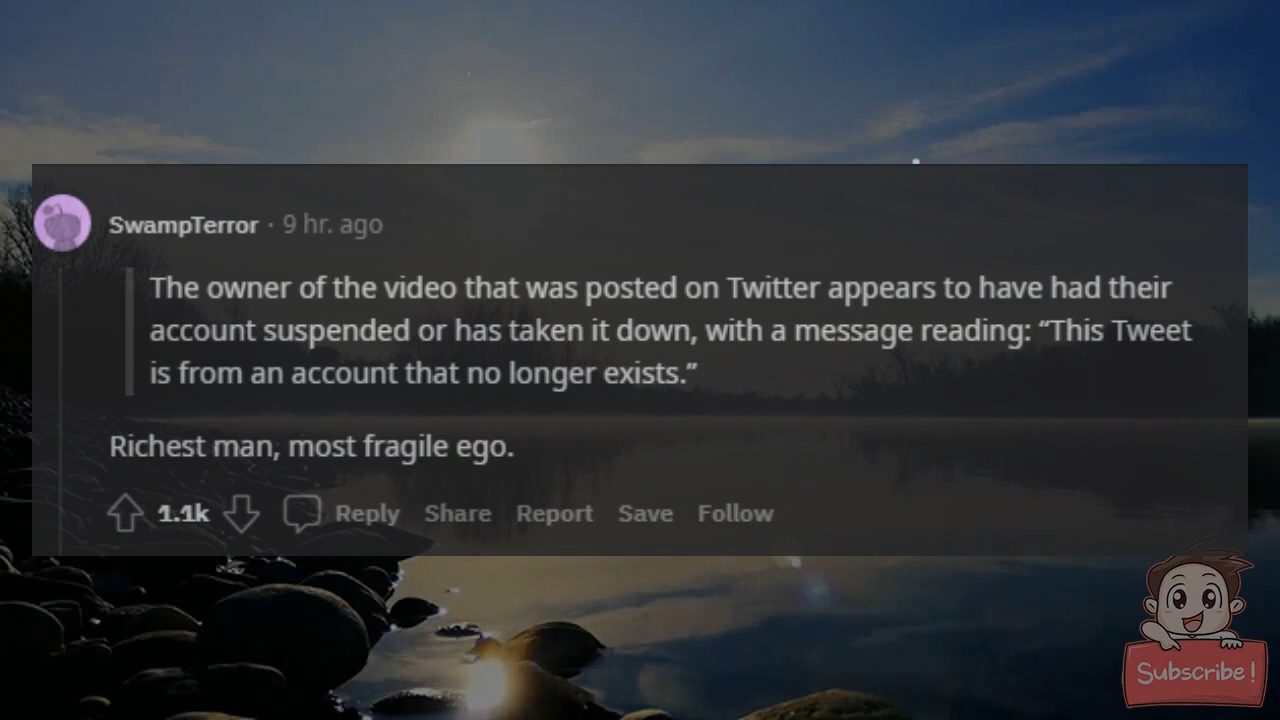 SwampTerror · 9 hr. ago
The owner of the video that was posted on Twitter appears to have had their
account suspended or has taken it down, with a message reading: “This Tweet
is from an account that no longer exists.”
Richest man, most fragile ego.
1.1k Reply Share Report Save Follow
Subscribe!